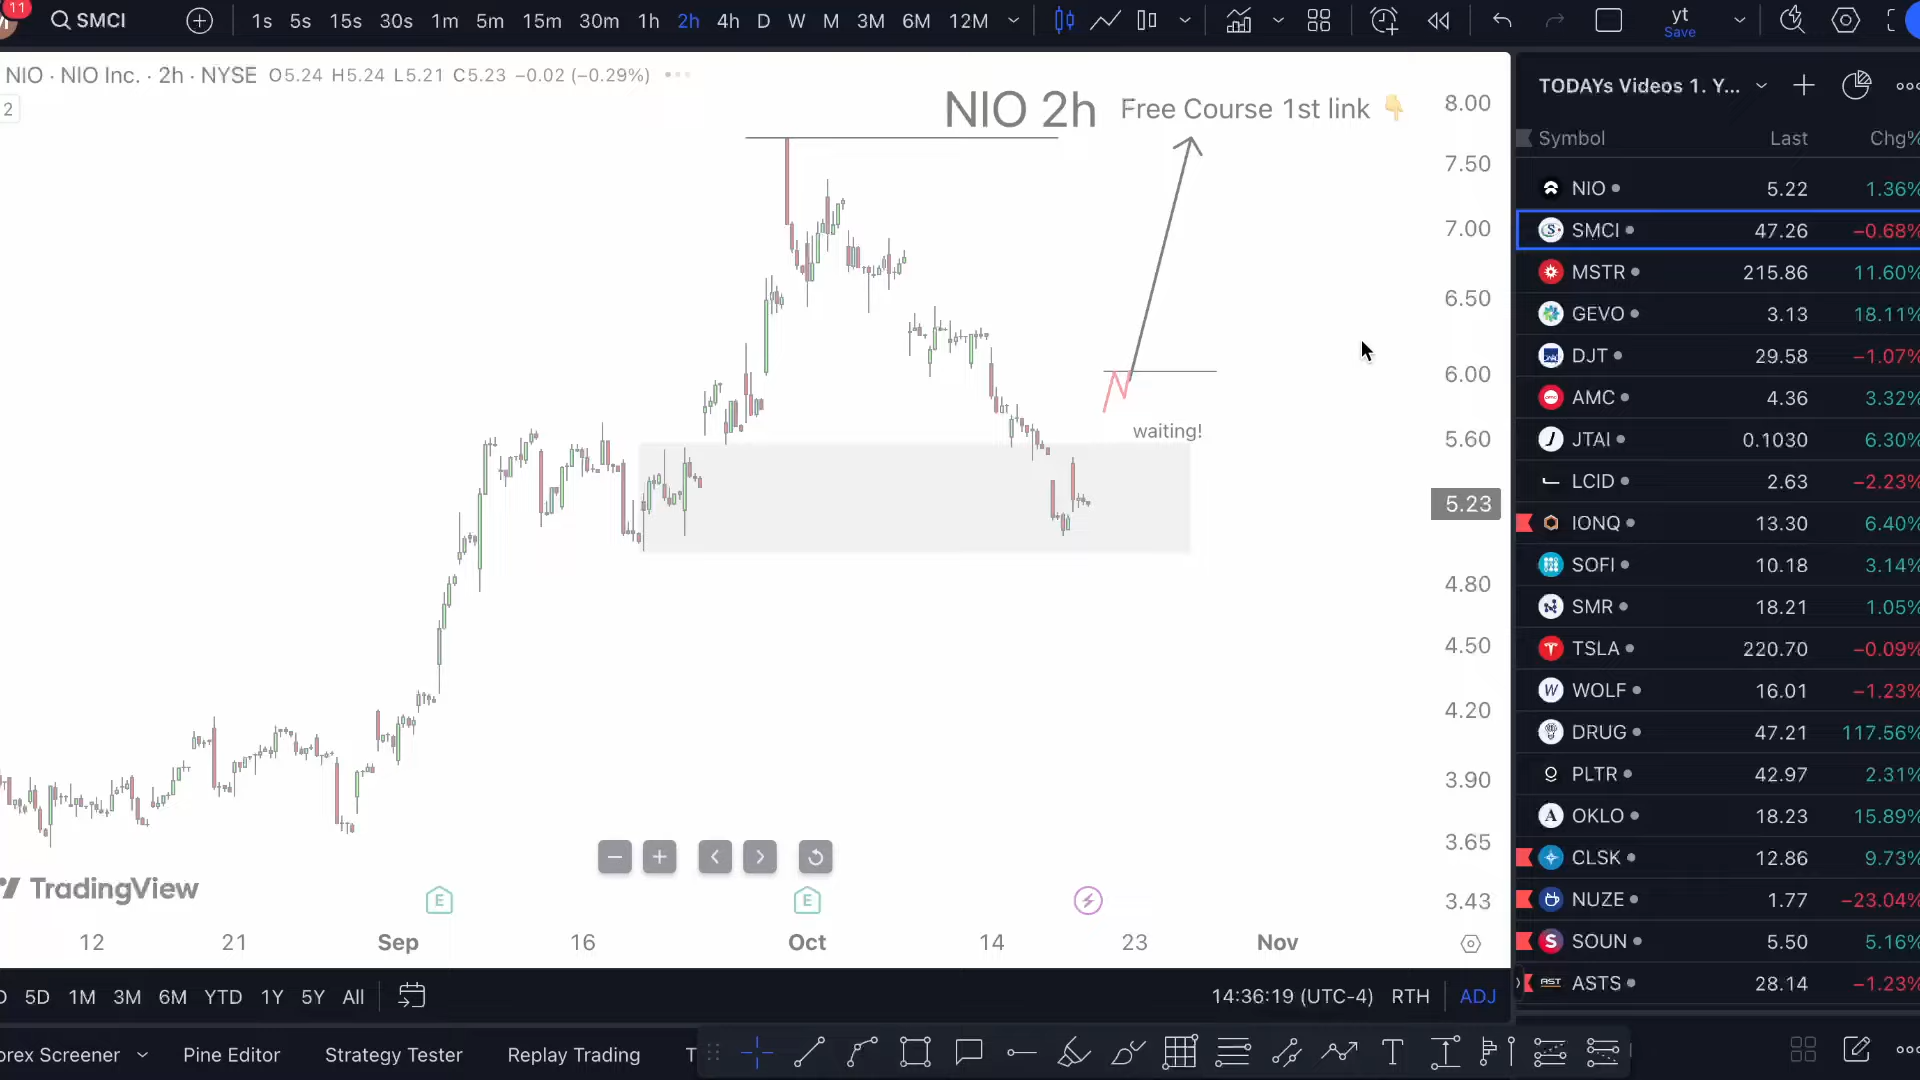 11
SMCI
1s 5s 15s 30s 1m 5m 15m 30m 1h 2h 4h D W M 3M 6M 12M
yt
Save
NIO · NIO Inc. · 2h · NYSE O5.24 H5.24 L5.21 C5.23 −0.02 (−0.29%)
2
NIO 2h
Free Course 1st link 👇
waiting!
8.00
7.50
7.00
6.50
6.00
5.60
5.23
4.80
4.50
4.20
3.90
3.65
3.43
TradingView
E E
12 21 Sep 16 Oct 14 23 Nov
5D 1M 3M 6M YTD 1Y 5Y All
14:36:19 (UTC-4) RTH ADJ
orex Screener Pine Editor Strategy Tester Replay Trading T
TODAYs Videos 1. Y...
Symbol Last Chg%
NIO 5.22 1.36%
SMCI 47.26 −0.68%
MSTR 215.86 11.60%
GEVO 3.13 18.11%
DJT 29.58 −1.07%
AMC 4.36 3.32%
JTAI 0.1030 6.30%
LCID 2.63 −2.23%
IONQ 13.30 6.40%
SOFI 10.18 3.14%
SMR 18.21 1.05%
TSLA 220.70 −0.09%
WOLF 16.01 −1.23%
DRUG 47.21 117.56%
PLTR 42.97 2.31%
OKLO 18.23 15.89%
CLSK 12.86 9.73%
NUZE 1.77 −23.04%
SOUN 5.50 5.16%
ASTS 28.14 −1.23%